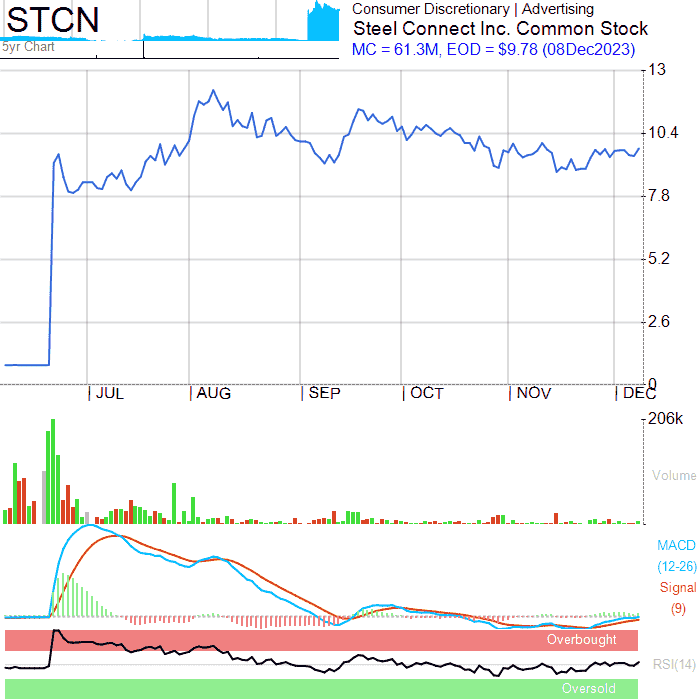 STCN
5yr Chart
Consumer Discretionary | Advertising
Steel Connect Inc. Common Stock
MC = 61.3M, EOD = $9.78 (08Dec2023)
13
10.4
7.8
5.2
2.6
0
JUL AUG SEP OCT NOV DEC
206k
Volume
MACD
(12-26)
Signal
(9)
Overbought
RSI(14)
Oversold